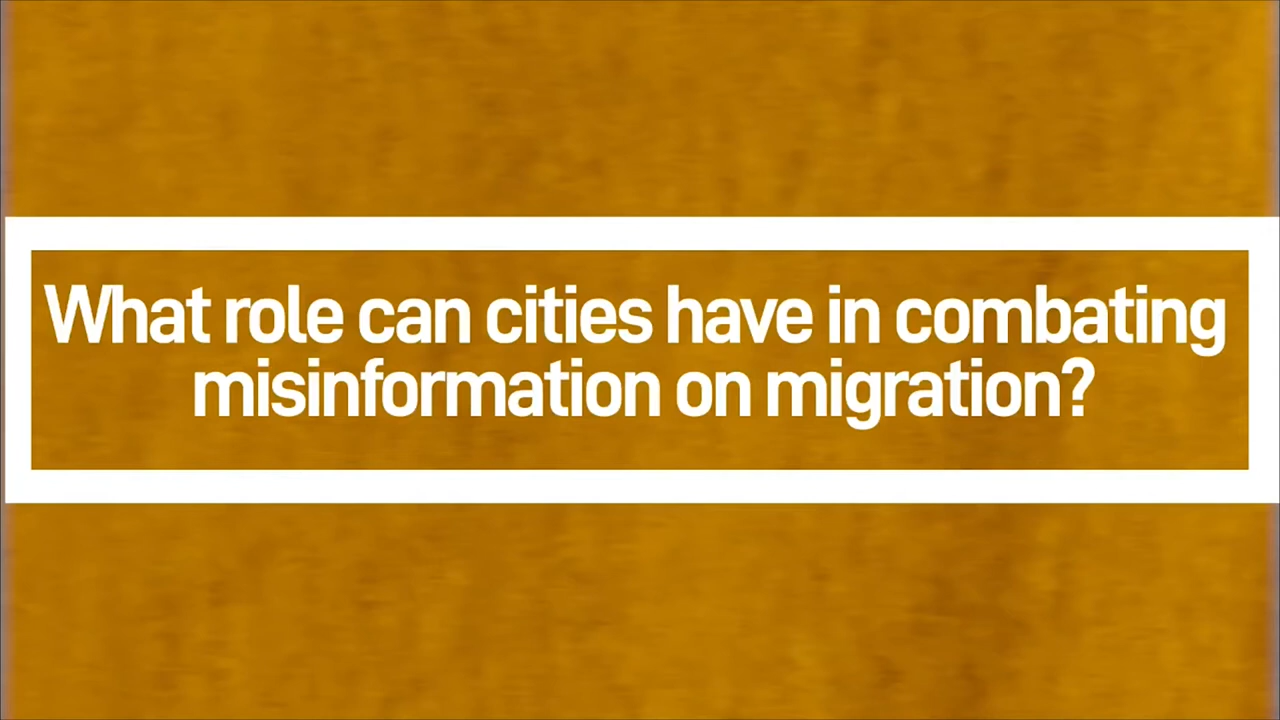 What role can cities have in combating
misinformation on migration?